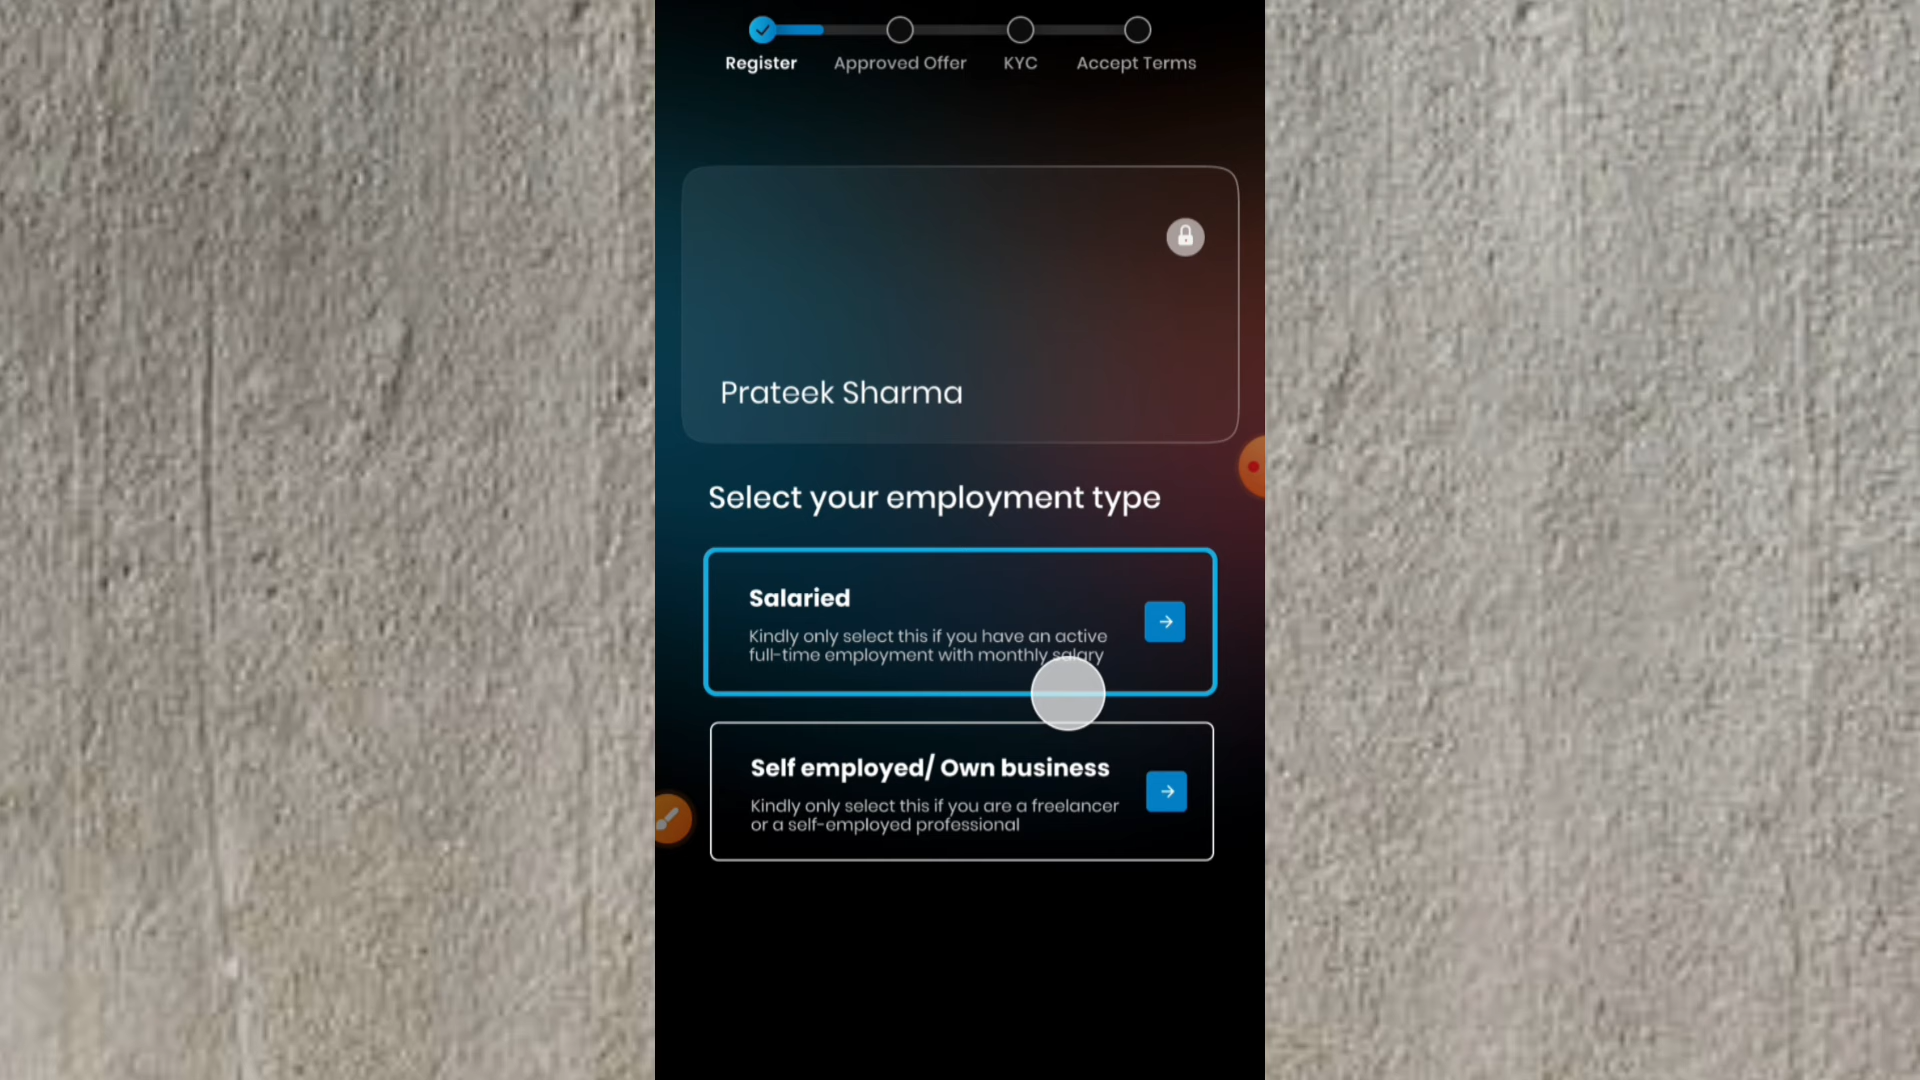 Register
Approved Offer
KYC
Accept Terms
Prateek Sharma
Select your employment type
Salaried
Kindly only select this if you have an active
full-time employment with monthly salary
Self employed/ Own business
Kindly only select this if you are a freelancer
or a self-employed professional